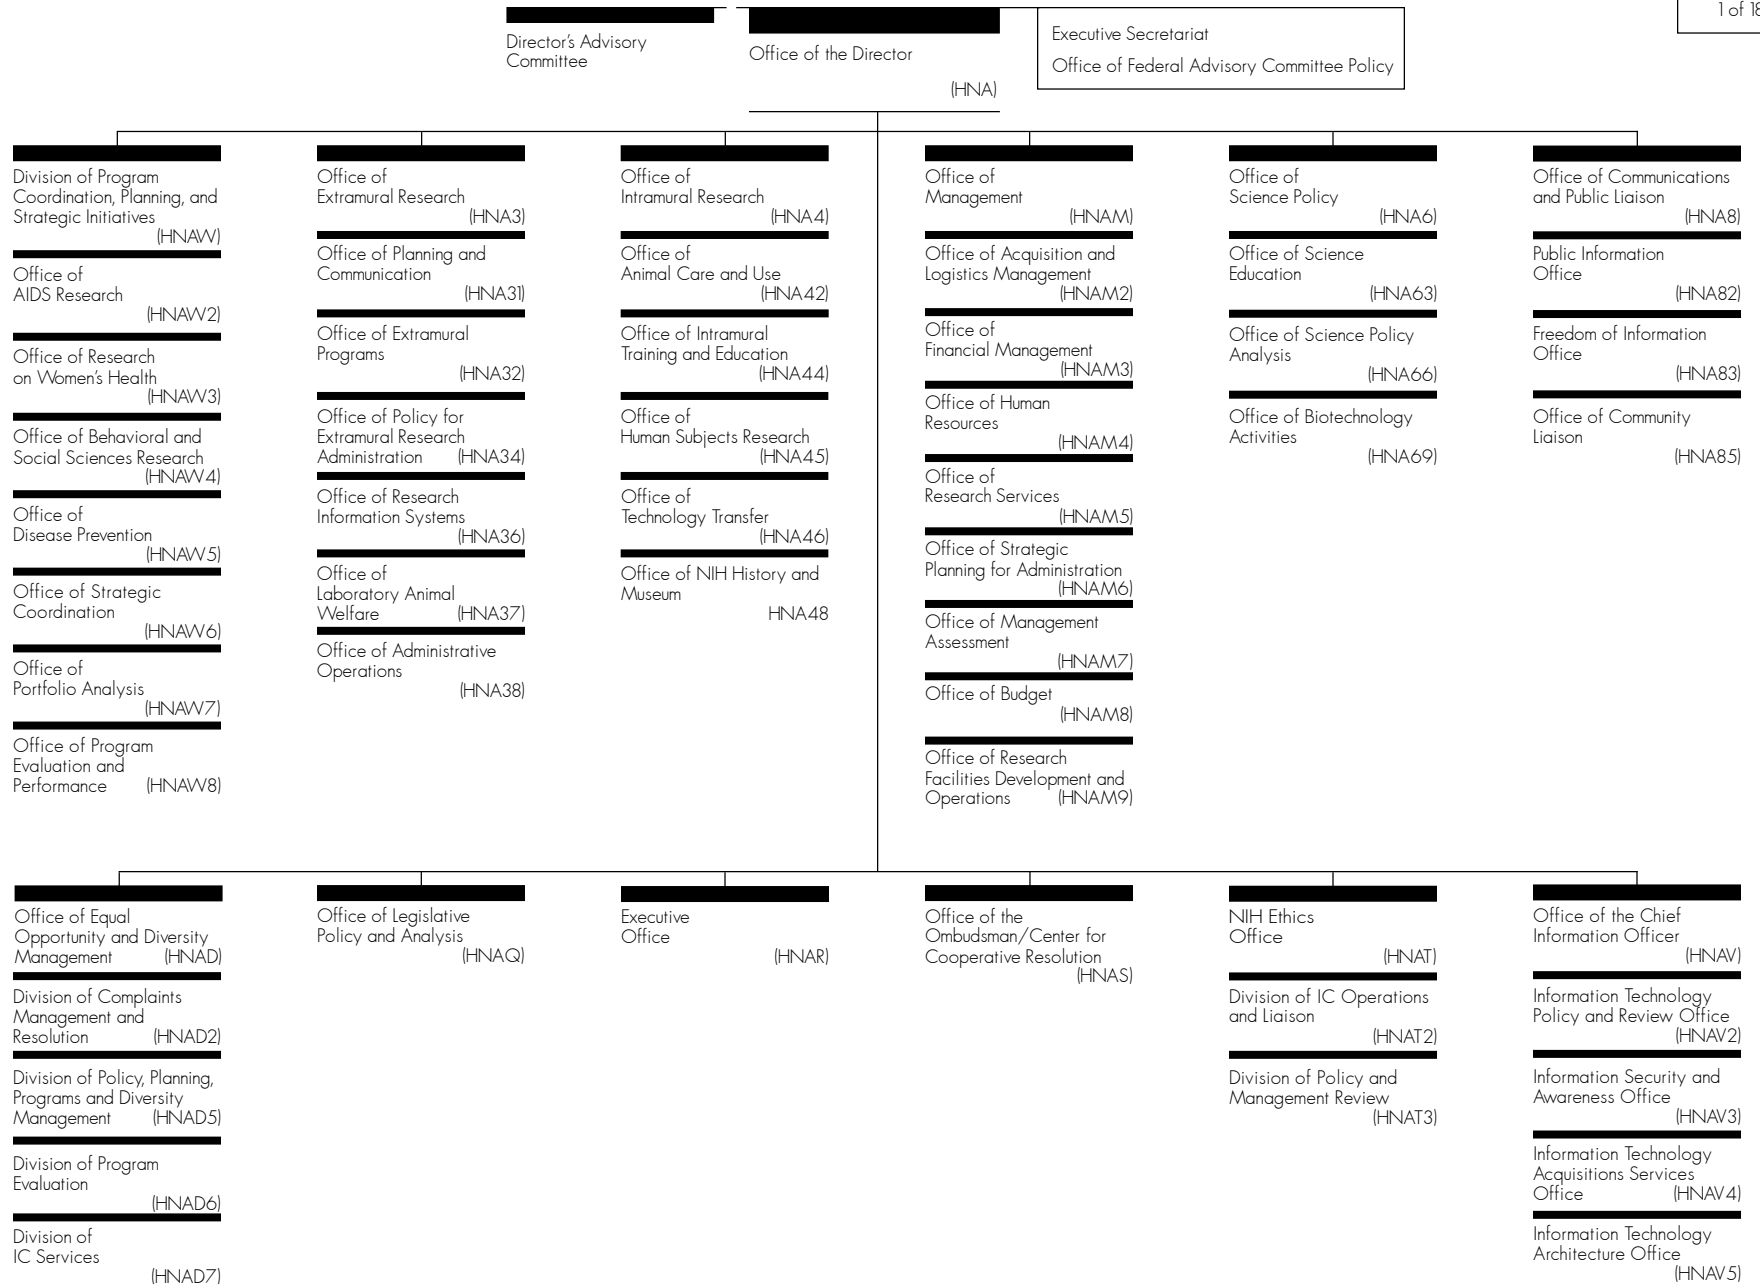 1 of 18
Director's Advisory
Committee
Office of the Director
(HNA)
Executive Secretariat
Office of Federal Advisory Committee Policy
Division of Program
Coordination, Planning, and
Strategic Initiatives
(HNAW)
Office of
AIDS Research
(HNAW2)
Office of Research
on Women's Health
(HNAW3)
Office of Behavioral and
Social Sciences Research
(HNAW4)
Office of
Disease Prevention
(HNAW5)
Office of Strategic
Coordination
(HNAW6)
Office of
Portfolio Analysis
(HNAW7)
Office of Program
Evaluation and
Performance (HNAW8)
Office of
Extramural Research
(HNA3)
Office of Planning and
Communication
(HNA31)
Office of Extramural
Programs
(HNA32)
Office of Policy for
Extramural Research
Administration (HNA34)
Office of Research
Information Systems
(HNA36)
Office of
Laboratory Animal
Welfare (HNA37)
Office of Administrative
Operations
(HNA38)
Office of
Intramural Research
(HNA4)
Office of
Animal Care and Use
(HNA42)
Office of Intramural
Training and Education
(HNA44)
Office of
Human Subjects Research
(HNA45)
Office of
Technology Transfer
(HNA46)
Office of NIH History and
Museum
HNA48
Office of
Management
(HNAM)
Office of Acquisition and
Logistics Management
(HNAM2)
Office of
Financial Management
(HNAM3)
Office of Human
Resources
(HNAM4)
Office of
Research Services
(HNAM5)
Office of Strategic
Planning for Administration
(HNAM6)
Office of Management
Assessment
(HNAM7)
Office of Budget
(HNAM8)
Office of Research
Facilities Development and
Operations (HNAM9)
Office of
Science Policy
(HNA6)
Office of Science
Education
(HNA63)
Office of Science Policy
Analysis
(HNA66)
Office of Biotechnology
Activities
(HNA69)
Office of Communications
and Public Liaison
(HNA8)
Public Information
Office
(HNA82)
Freedom of Information
Office
(HNA83)
Office of Community
Liaison
(HNA85)
Office of Equal
Opportunity and Diversity
Management (HNAD)
Division of Complaints
Management and
Resolution (HNAD2)
Division of Policy, Planning,
Programs and Diversity
Management (HNAD5)
Division of Program
Evaluation
(HNAD6)
Division of
IC Services
(HNAD7)
Office of Legislative
Policy and Analysis
(HNAQ)
Executive
Office
(HNAR)
Office of the
Ombudsman/Center for
Cooperative Resolution
(HNAS)
NIH Ethics
Office
(HNAT)
Division of IC Operations
and Liaison
(HNAT2)
Division of Policy and
Management Review
(HNAT3)
Office of the Chief
Information Officer
(HNAV)
Information Technology
Policy and Review Office
(HNAV2)
Information Security and
Awareness Office
(HNAV3)
Information Technology
Acquisitions Services
Office (HNAV4)
Information Technology
Architecture Office
(HNAV5)